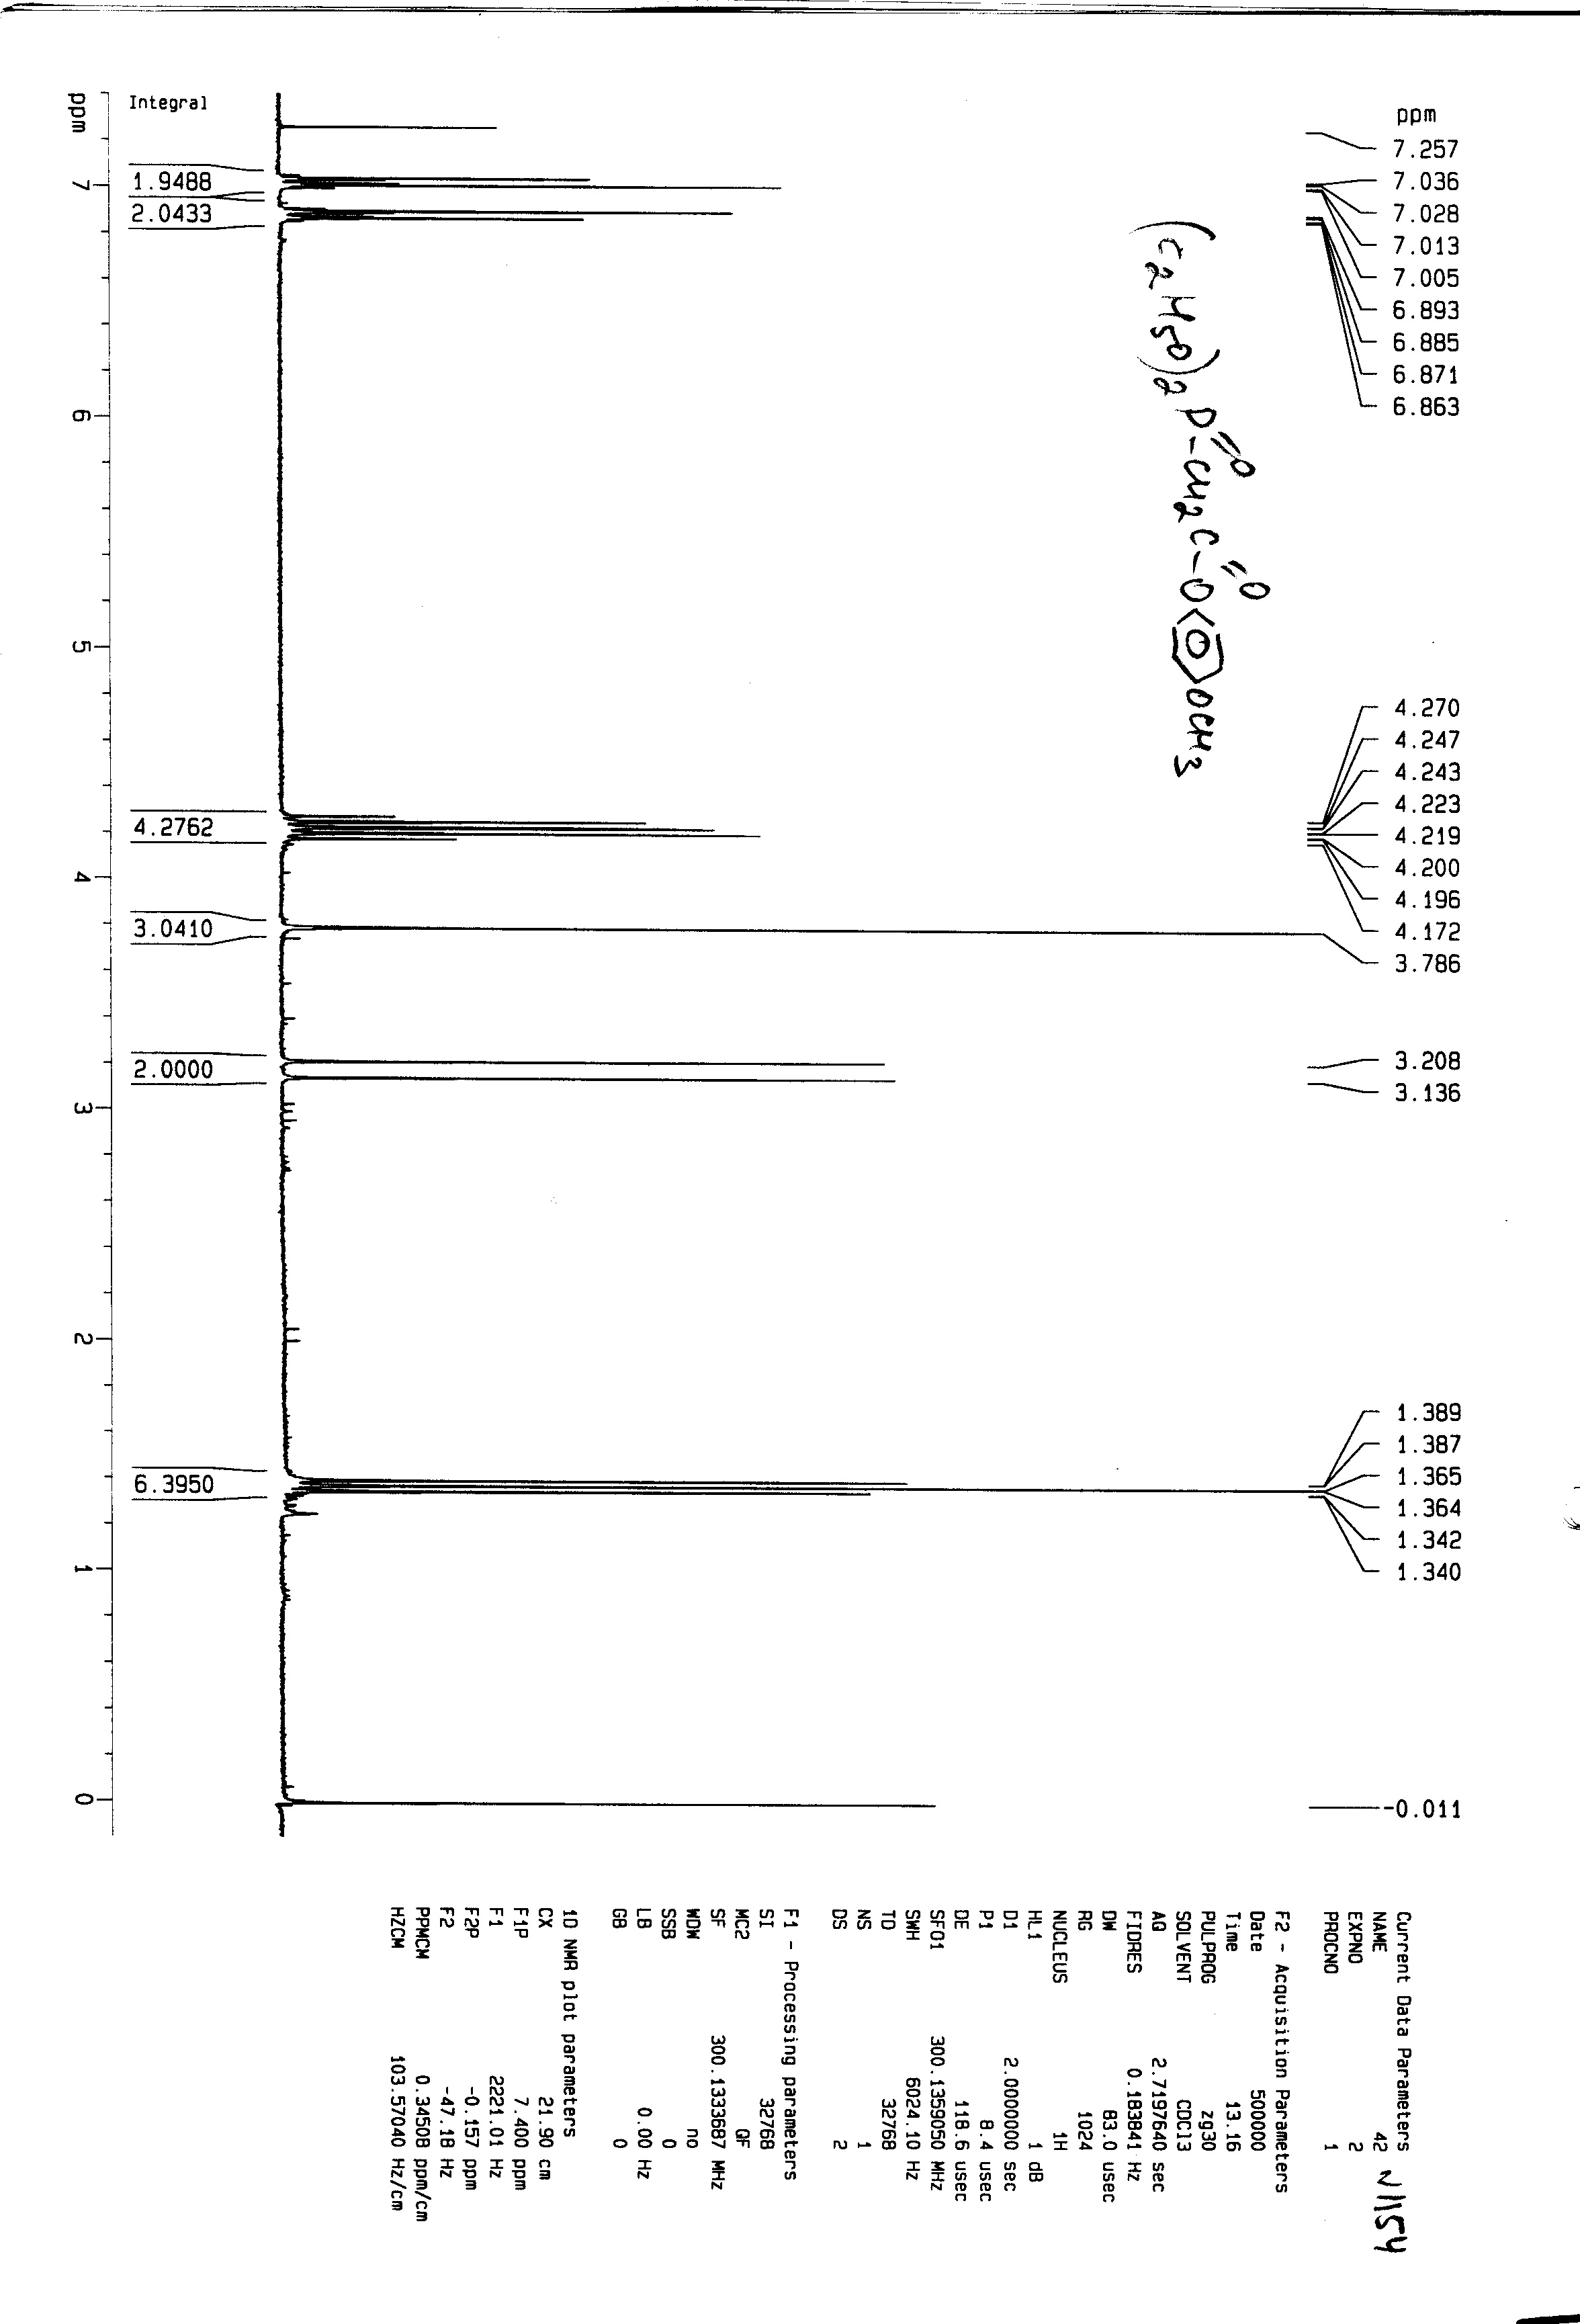 ppm
7.257
7.036
7.028
7.013
7.005
6.893
6.885
6.871
6.863
4.270
4.247
4.243
4.223
4.219
4.200
4.196
4.172
3.786
3.208
3.136
1.389
1.387
1.365
1.364
1.342
1.340
-0.011
(C2H5O)2P=O-CH2C=O-O OCH3
Integral
1.9488
2.0433
4.2762
3.0410
2.0000
6.3950
ppm
7
6
5
4
3
2
1
0
Current Data Parameters
NAME 42
EXPNO 2
PROCNO 1
N1154
F2 - Acquisition Parameters
Date 500000
Time 13.16
PULPROG zg30
SOLVENT CDCl3
AQ 2.7197640 sec
FIDRES 0.183841 Hz
DW 83.0 usec
RG 1024
NUCLEUS 1H
HL1 1 dB
D1 2.0000000 sec
P1 8.4 usec
DE 118.6 usec
SFO1 300.1359050 MHz
SWH 6024.10 Hz
TD 32768
NS 1
DS 2
F1 - Processing parameters
SI 32768
MC2 QF
SF 300.1333687 MHz
WDW no
SSB 0
LB 0.00 Hz
GB 0
1D NMR plot parameters
CX 21.90 cm
F1P 7.400 ppm
F1 2221.01 Hz
F2P -0.157 ppm
F2 -47.18 Hz
PPMCM 0.34508 ppm/cm
HZCM 103.57040 Hz/cm